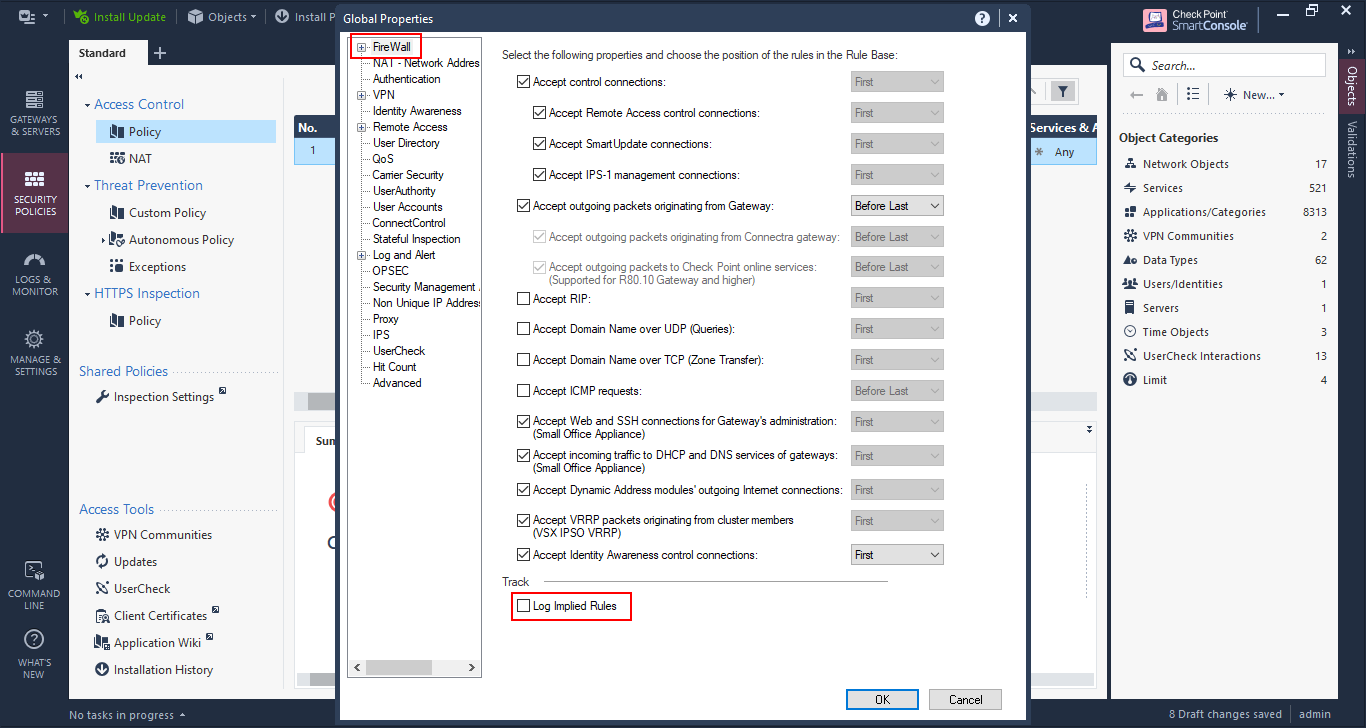 Install Update
Objects
Install P
Global Properties
?
Check Point
SmartConsole
Standard
Access Control
Policy
NAT
Threat Prevention
Custom Policy
Autonomous Policy
Exceptions
HTTPS Inspection
Policy
Shared Policies
Inspection Settings
Access Tools
VPN Communities
Updates
UserCheck
Client Certificates
Application Wiki
Installation History
GATEWAYS
& SERVERS
SECURITY
POLICIES
LOGS &
MONITOR
MANAGE &
SETTINGS
COMMAND
LINE
WHAT'S
NEW
No.
1
Sum
FireWall
NAT - Network Addres
Authentication
VPN
Identity Awareness
Remote Access
User Directory
QoS
Carrier Security
UserAuthority
User Accounts
ConnectControl
Stateful Inspection
Log and Alert
OPSEC
Security Management
Non Unique IP Address
Proxy
IPS
UserCheck
Hit Count
Advanced
Select the following properties and choose the position of the rules in the Rule Base:
Accept control connections: First
Accept Remote Access control connections: First
Accept SmartUpdate connections: First
Accept IPS-1 management connections: First
Accept outgoing packets originating from Gateway: Before Last
Accept outgoing packets originating from Connectra gateway: Before Last
Accept outgoing packets to Check Point online services: Before Last
(Supported for R80.10 Gateway and higher)
Accept RIP: First
Accept Domain Name over UDP (Queries): First
Accept Domain Name over TCP (Zone Transfer): First
Accept ICMP requests: Before Last
Accept Web and SSH connections for Gateway's administration: First
(Small Office Appliance)
Accept incoming traffic to DHCP and DNS services of gateways: First
(Small Office Appliance)
Accept Dynamic Address modules' outgoing Internet connections: First
Accept VRRP packets originating from cluster members First
(VSX IPSO VRRP)
Accept Identity Awareness control connections: First
Track
Log Implied Rules
OK
Cancel
Services & A
Any
Search...
New...
Object Categories
Network Objects 17
Services 521
Applications/Categories 8313
VPN Communities 2
Data Types 62
Users/Identities 1
Servers 1
Time Objects 3
UserCheck Interactions 13
Limit 4
Objects
Validations
No tasks in progress
8 Draft changes saved
admin